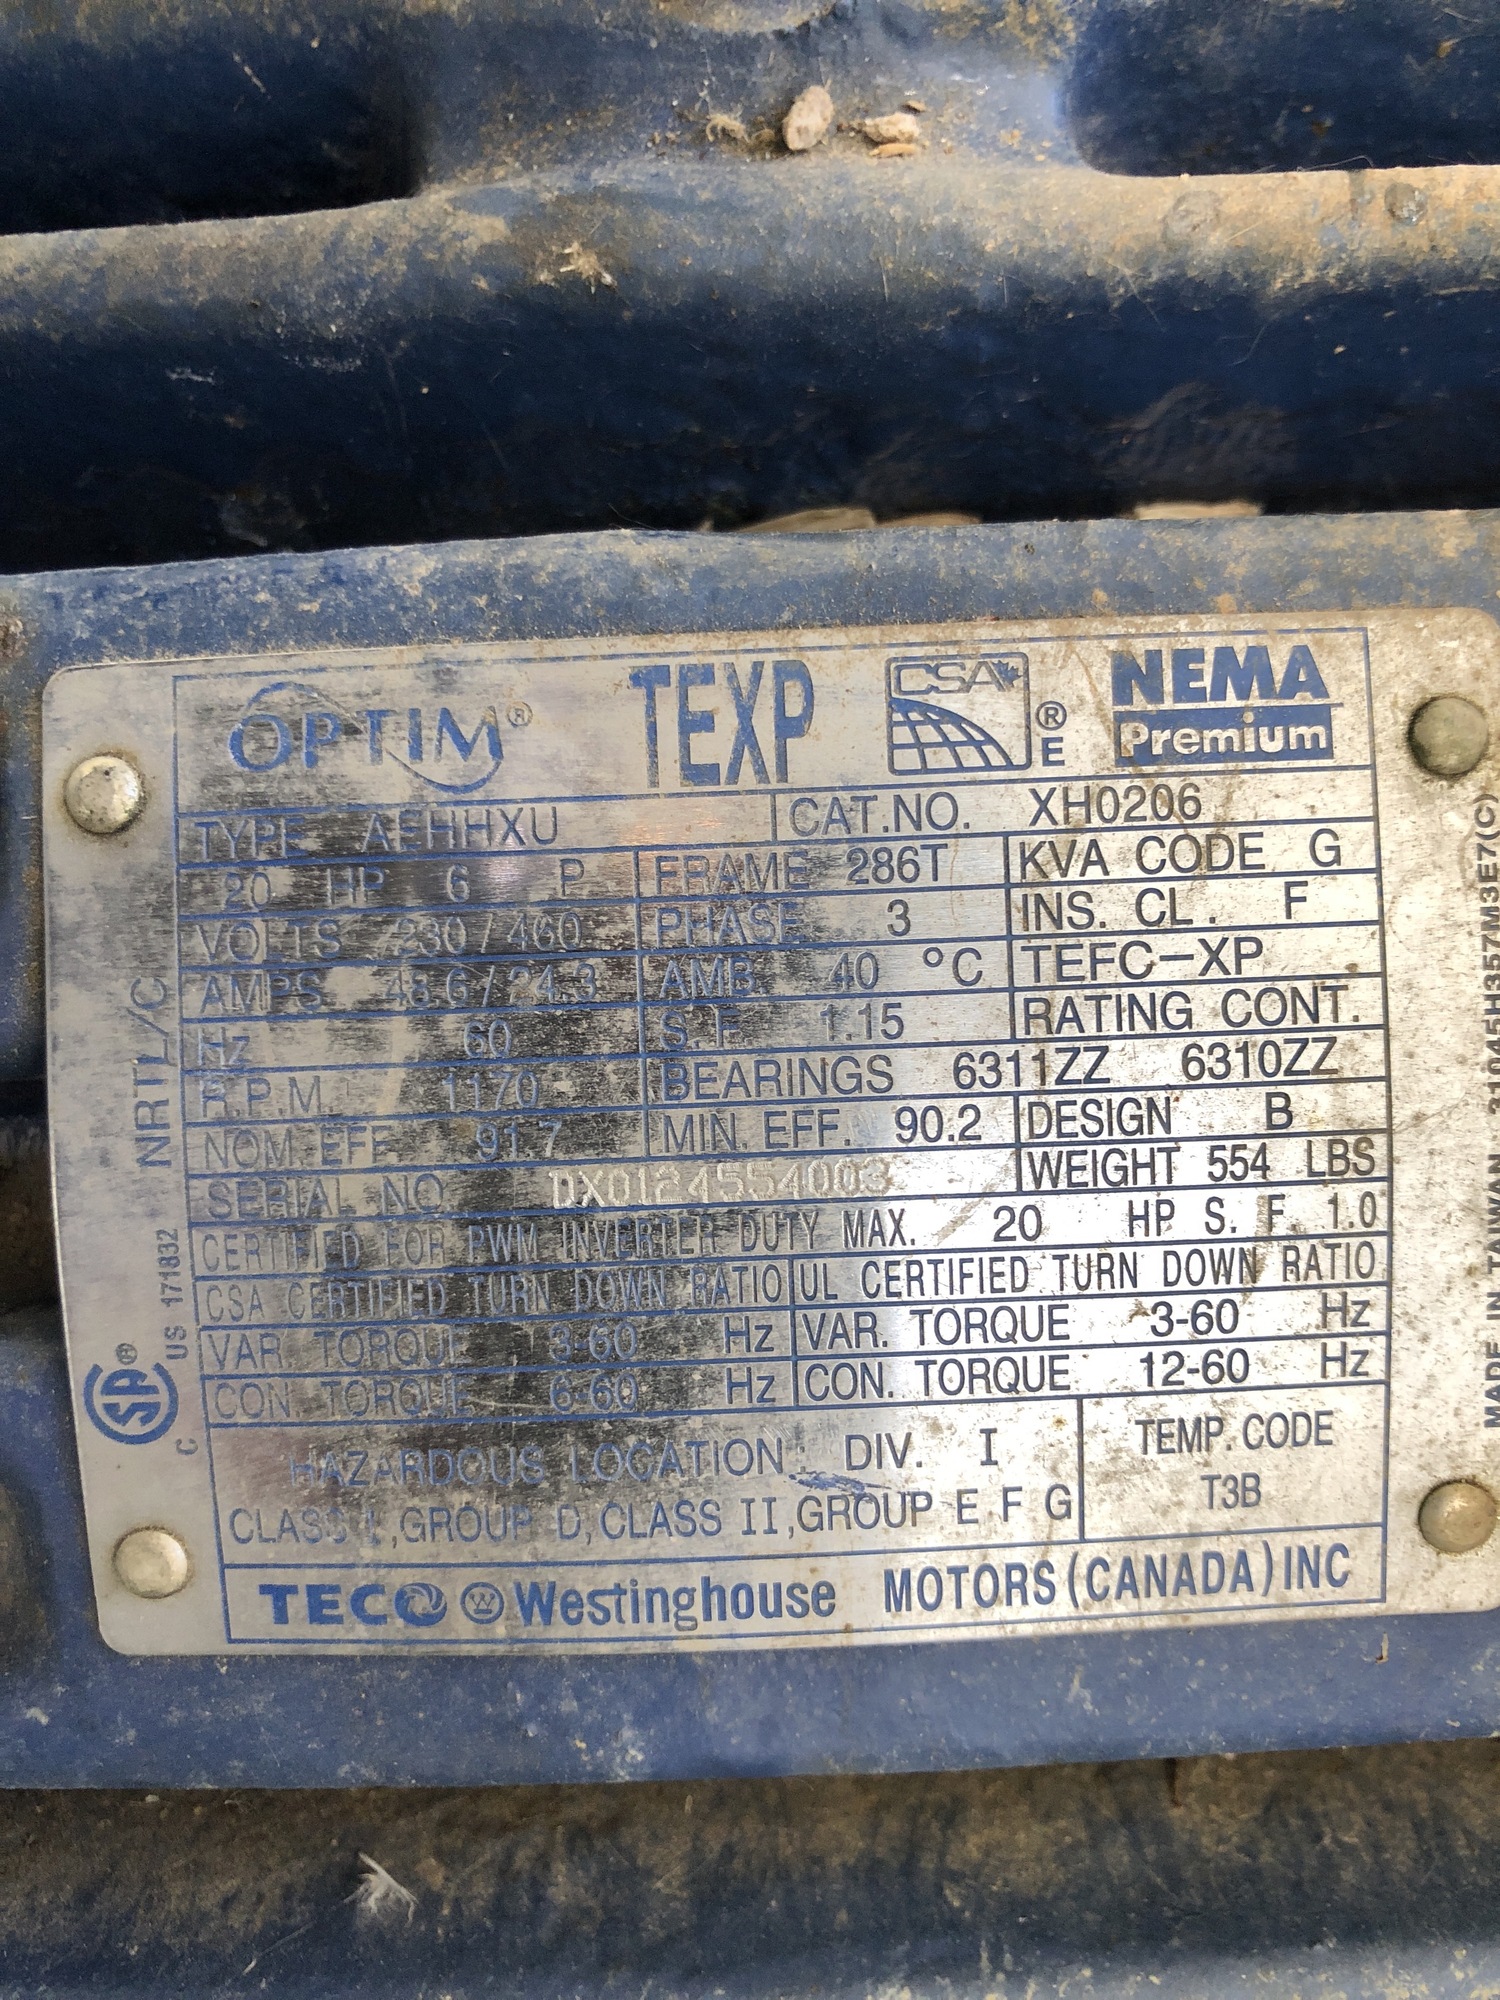 OPTIM® TEXP CSA ® E NEMA Premium
TYPE AEHHXU CAT.NO. XH0206
20 HP 6 P FRAME 286T KVA CODE G
VOLTS 230/460 PHASE 3 INS. CL. F
AMPS 48.6/24.3 AMB. 40 °C TEFC-XP
Hz 60 S.F. 1.15 RATING CONT.
R.P.M. 1170 BEARINGS 6311ZZ 6310ZZ
NOM. EFF. 91.7 MIN. EFF. 90.2 DESIGN B
SERIAL NO. DX0124554003 WEIGHT 554 LBS
CERTIFIED FOR PWM INVERTER DUTY MAX. 20 HP S. F. 1.0
CSA CERTIFIED TURN DOWN RATIO UL CERTIFIED TURN DOWN RATIO
VAR. TORQUE 3-60 Hz VAR. TORQUE 3-60 Hz
CON. TORQUE 6-60 Hz CON. TORQUE 12-60 Hz
HAZARDOUS LOCATION: DIV. I
CLASS I,GROUP D,CLASS II,GROUP E F G
TEMP. CODE
T3B
TECO W Westinghouse MOTORS(CANADA)INC
NRTL/C
US 171832
SA®
C
MADE IN TAIWAN 31045H357M3E7(C)